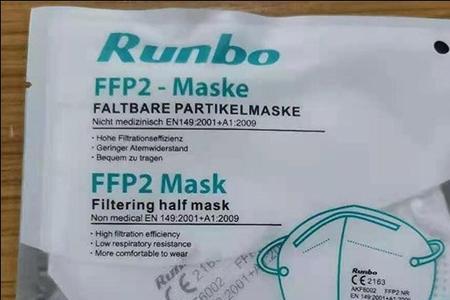 Runbo
FFP2 - Maske
FALTBARE PARTIKELMASKE
Nicht medizinisch EN149:2001+A1:2009
· Hohe Filtrationseffizienz
· Geringer Atemwiderstand
· Bequem zu tragen
FFP2 Mask
Filtering half mask
Non medical EN 149:2001+A1:2009
· High filtration efficiency
· Low respiratory resistance
· More comfortable to wear
Runbo
CE 2163
AKF6002 FFP2 NR